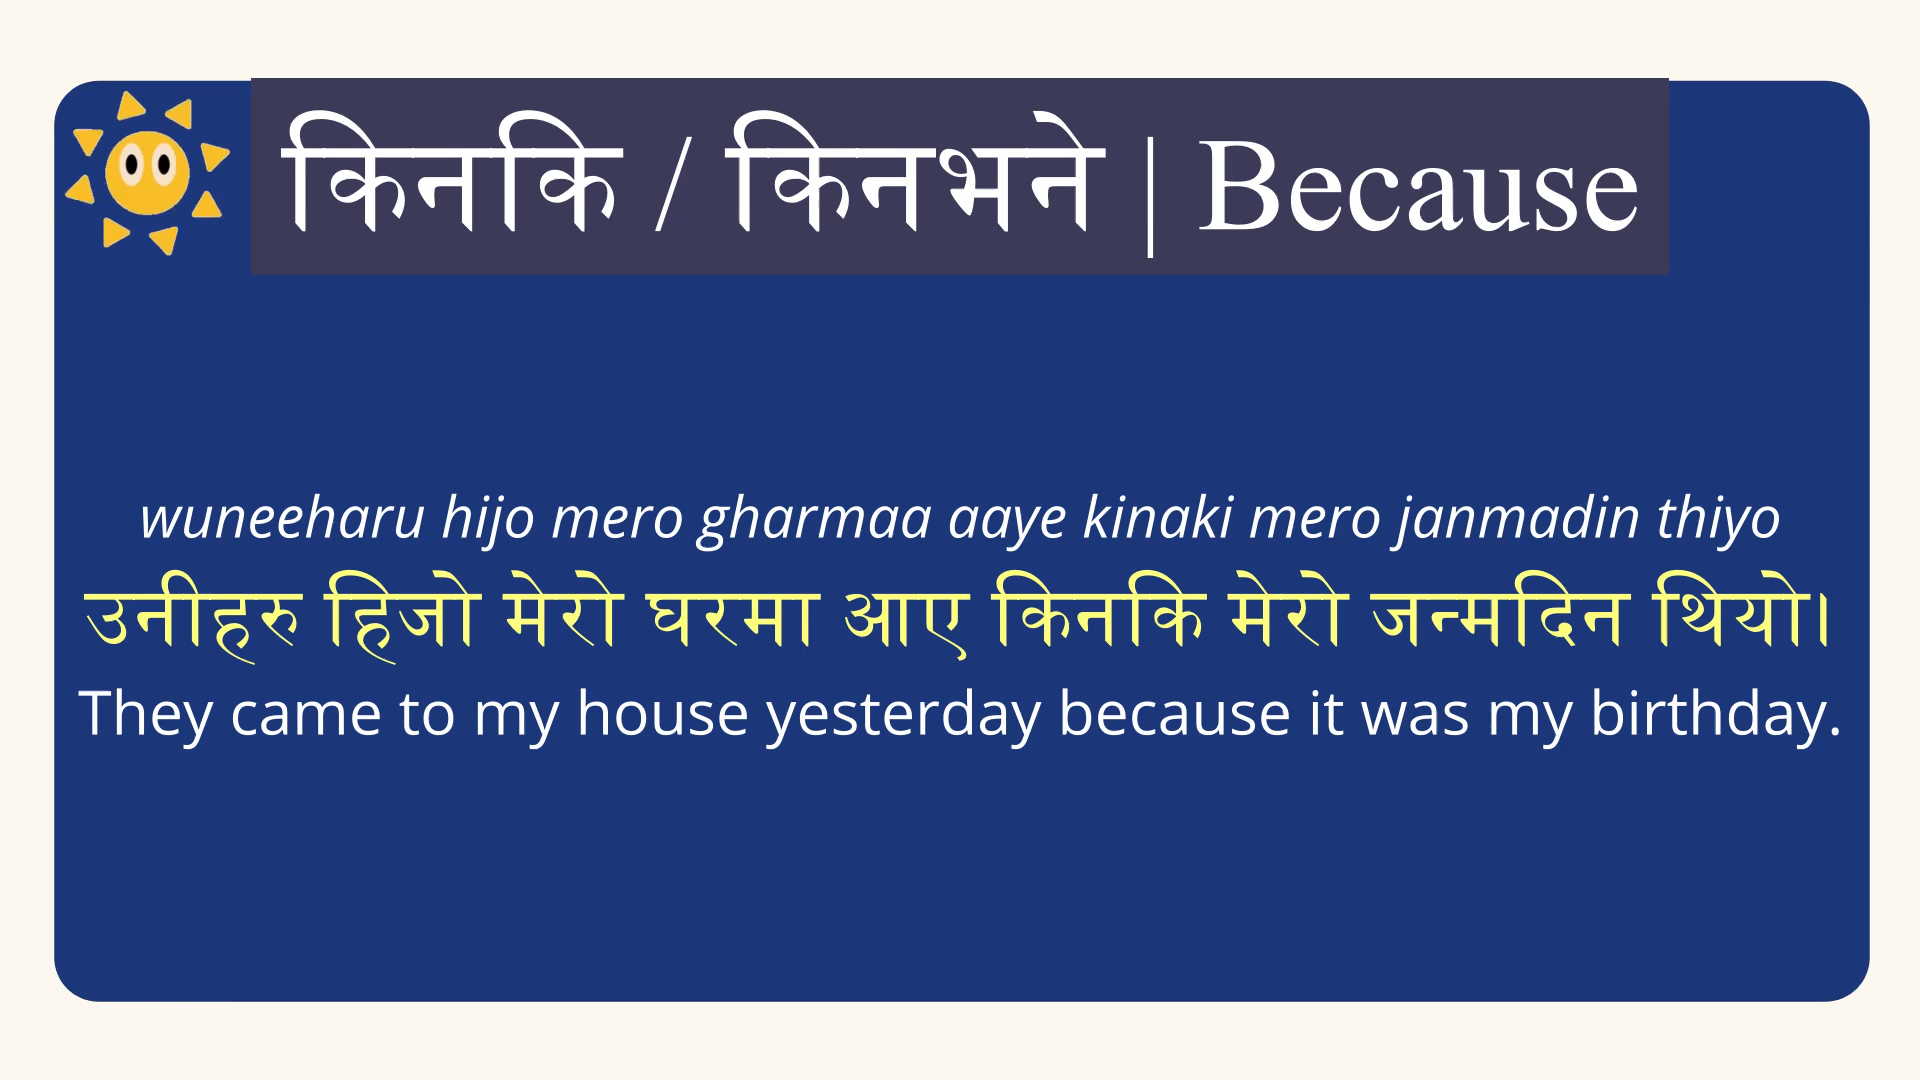 किनकि / किनभने | Because
wuneeharu hijo mero gharmaa aaye kinaki mero janmadin thiyo
उनीहरु हिजो मेरो घरमा आए किनकि मेरो जन्मदिन थियो।
They came to my house yesterday because it was my birthday.